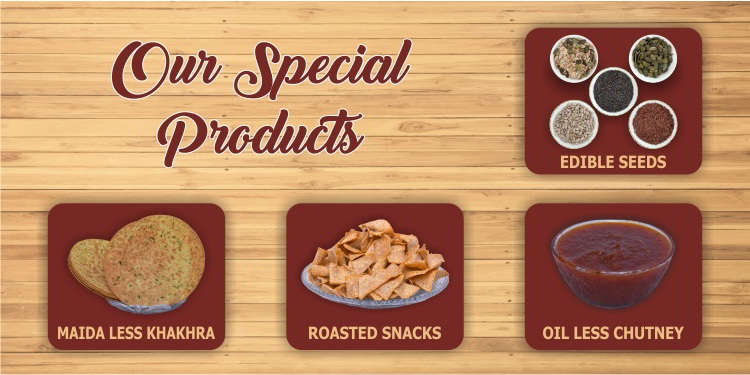 Our Special
Products
EDIBLE SEEDS
MAIDA LESS KHAKHRA
ROASTED SNACKS
OIL LESS CHUTNEY